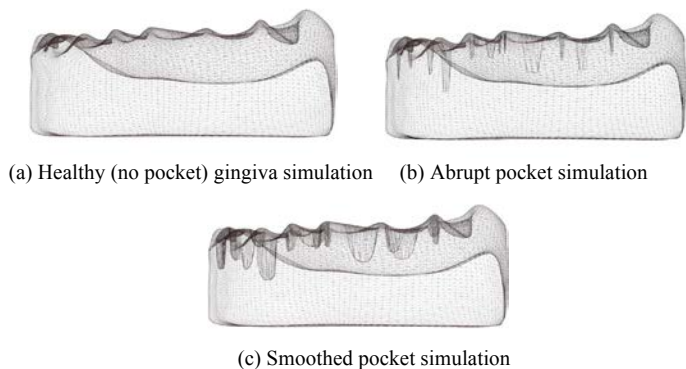 (a) Healthy (no pocket) gingiva simulation
(b) Abrupt pocket simulation
(c) Smoothed pocket simulation